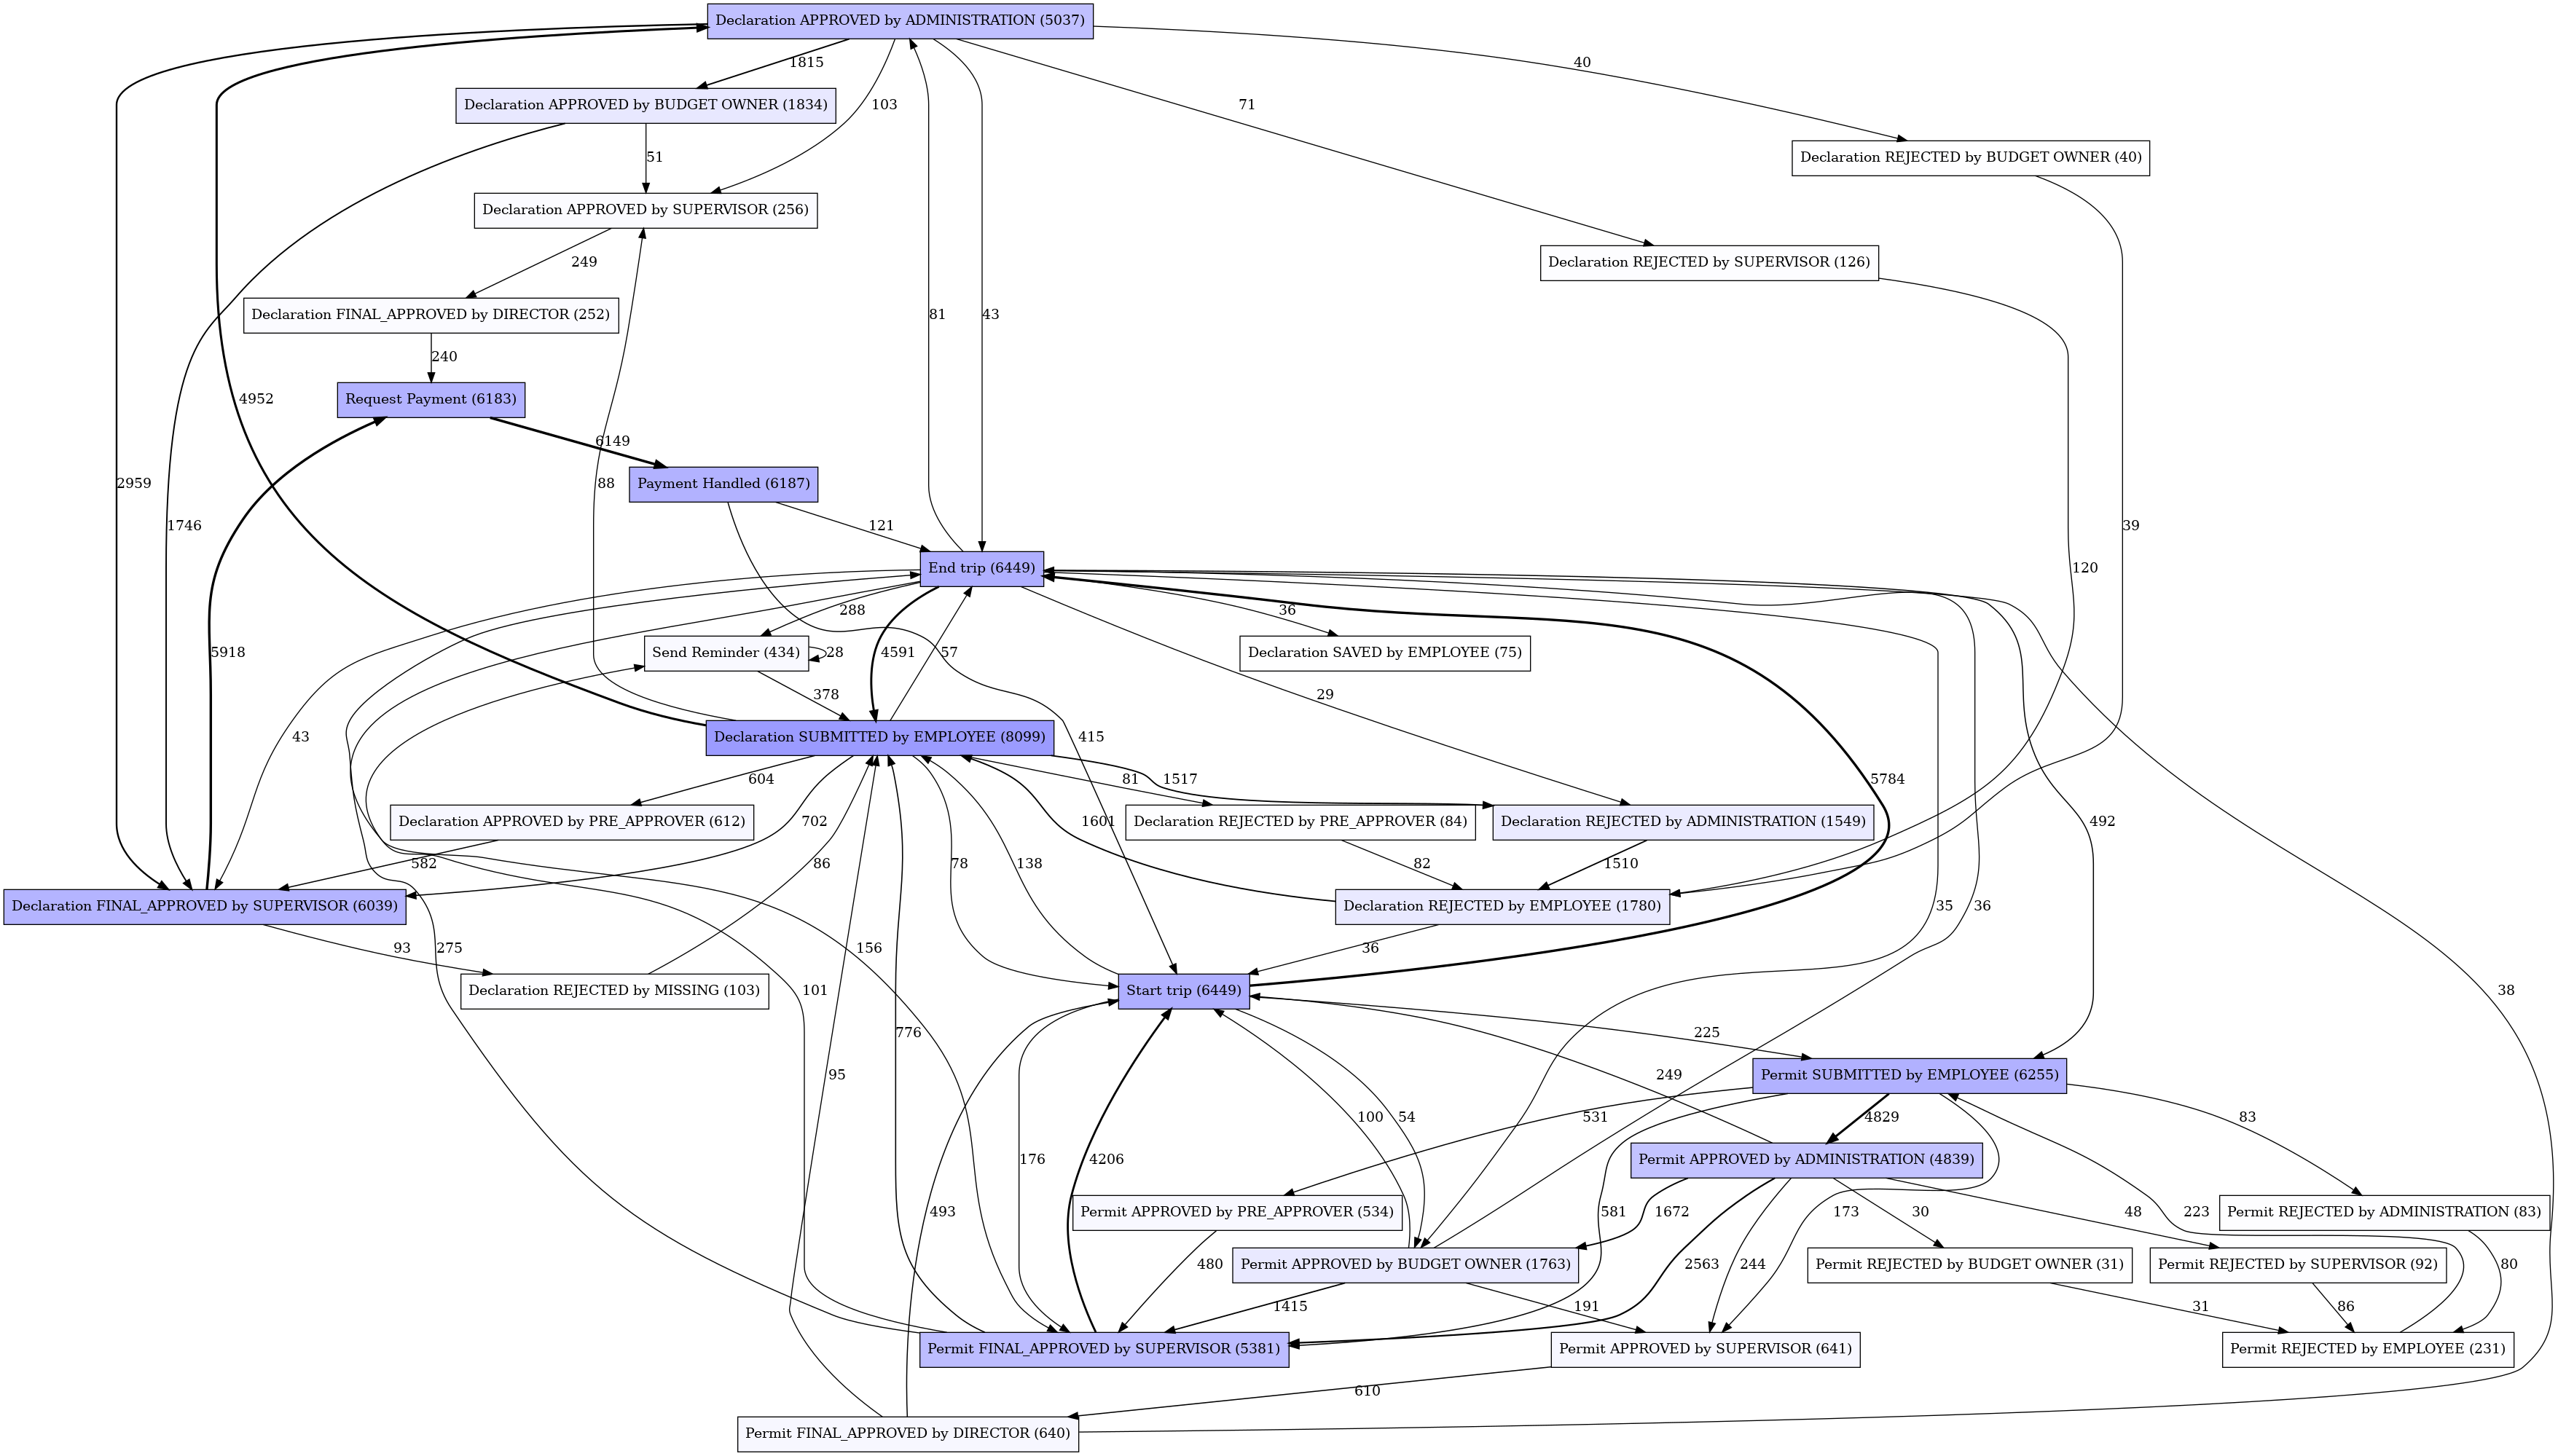 Declaration APPROVED by ADMINISTRATION (5037)
1815
40
Declaration APPROVED by BUDGET OWNER (1834)
103
71
51
Declaration REJECTED by BUDGET OWNER (40)
Declaration APPROVED by SUPERVISOR (256)
249
Declaration REJECTED by SUPERVISOR (126)
Declaration FINAL_APPROVED by DIRECTOR (252)
81
43
240
Request Payment (6183)
4952
6149
2959
88
Payment Handled (6187)
1746
121
39
End trip (6449)
120
288
36
5918
Send Reminder (434)
28
4591
57
Declaration SAVED by EMPLOYEE (75)
378
29
43
Declaration SUBMITTED by EMPLOYEE (8099)
415
604
81
1517
5784
Declaration APPROVED by PRE_APPROVER (612)
702
1601
Declaration REJECTED by PRE_APPROVER (84)
Declaration REJECTED by ADMINISTRATION (1549)
492
582
86
78
138
82
1510
Declaration FINAL_APPROVED by SUPERVISOR (6039)
Declaration REJECTED by EMPLOYEE (1780)
35
36
93
275
156
36
Declaration REJECTED by MISSING (103)
101
Start trip (6449)
38
776
225
95
249
Permit SUBMITTED by EMPLOYEE (6255)
100
54
531
4829
83
176
4206
Permit APPROVED by ADMINISTRATION (4839)
493
Permit APPROVED by PRE_APPROVER (534)
581
1672
173
30
48
223
Permit REJECTED by ADMINISTRATION (83)
480
Permit APPROVED by BUDGET OWNER (1763)
2563
244
Permit REJECTED by BUDGET OWNER (31)
Permit REJECTED by SUPERVISOR (92)
80
1415
191
31
86
Permit FINAL_APPROVED by SUPERVISOR (5381)
Permit APPROVED by SUPERVISOR (641)
Permit REJECTED by EMPLOYEE (231)
610
Permit FINAL_APPROVED by DIRECTOR (640)